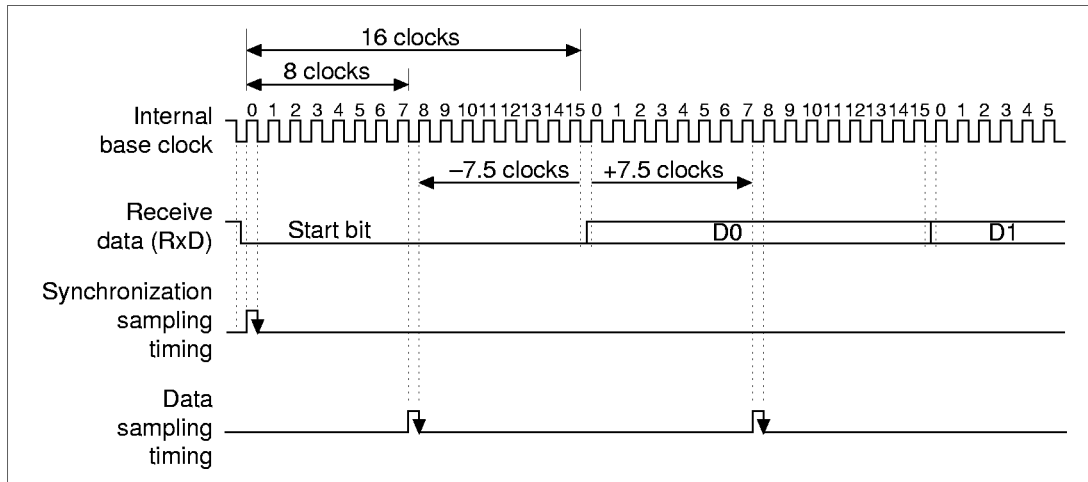 16 clocks
8 clocks
0 1 2 3 4 5 6 7 8 9 10 11 12 13 14 15 0 1 2 3 4 5 6 7 8 9 10 11 12 13 14 15 0 1 2 3 4 5
Internal
base clock
–7.5 clocks +7.5 clocks
Receive
data (RxD)
Start bit D0 D1
Synchronization
sampling
timing
Data
sampling
timing